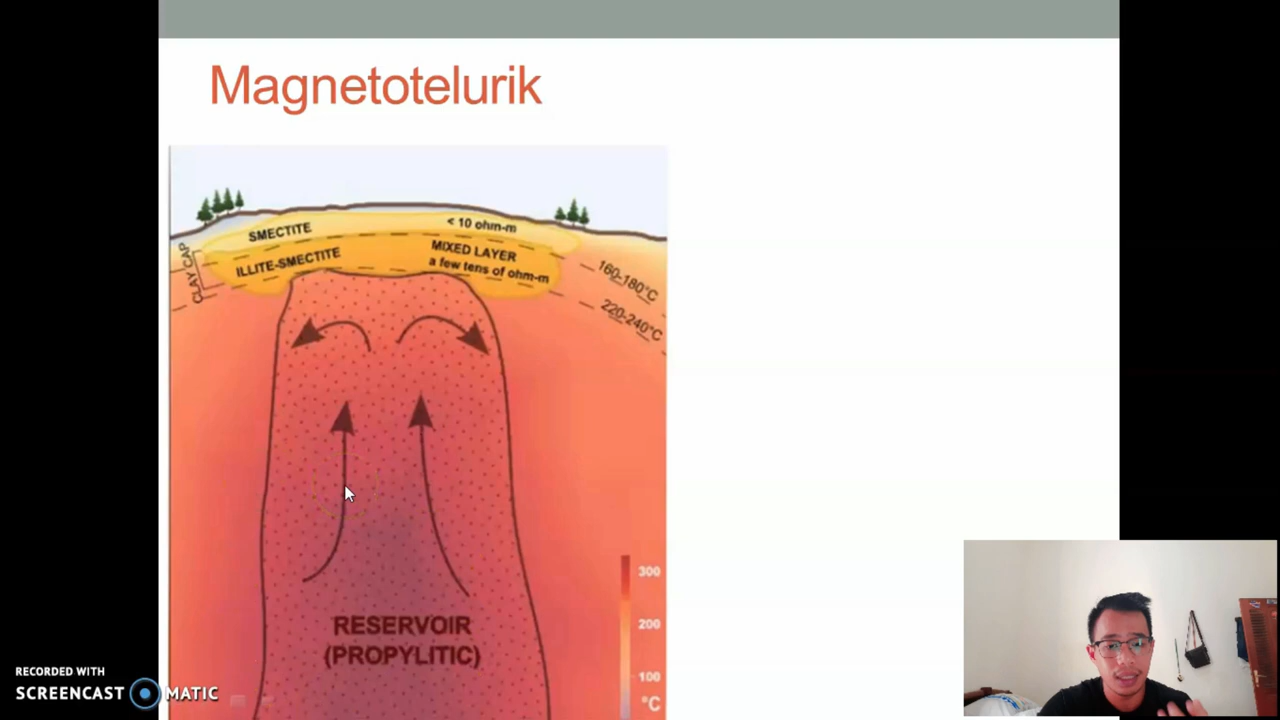 Magnetotelurik
SMECTITE
< 10 ohm-m
CLAY CAP
ILLITE-SMECTITE
MIXED LAYER
a few tens of ohm-m
160-180°C
220-240°C
RESERVOIR
(PROPYLITIC)
300
200
100
°C
RECORDED WITH
SCREENCAST MATIC